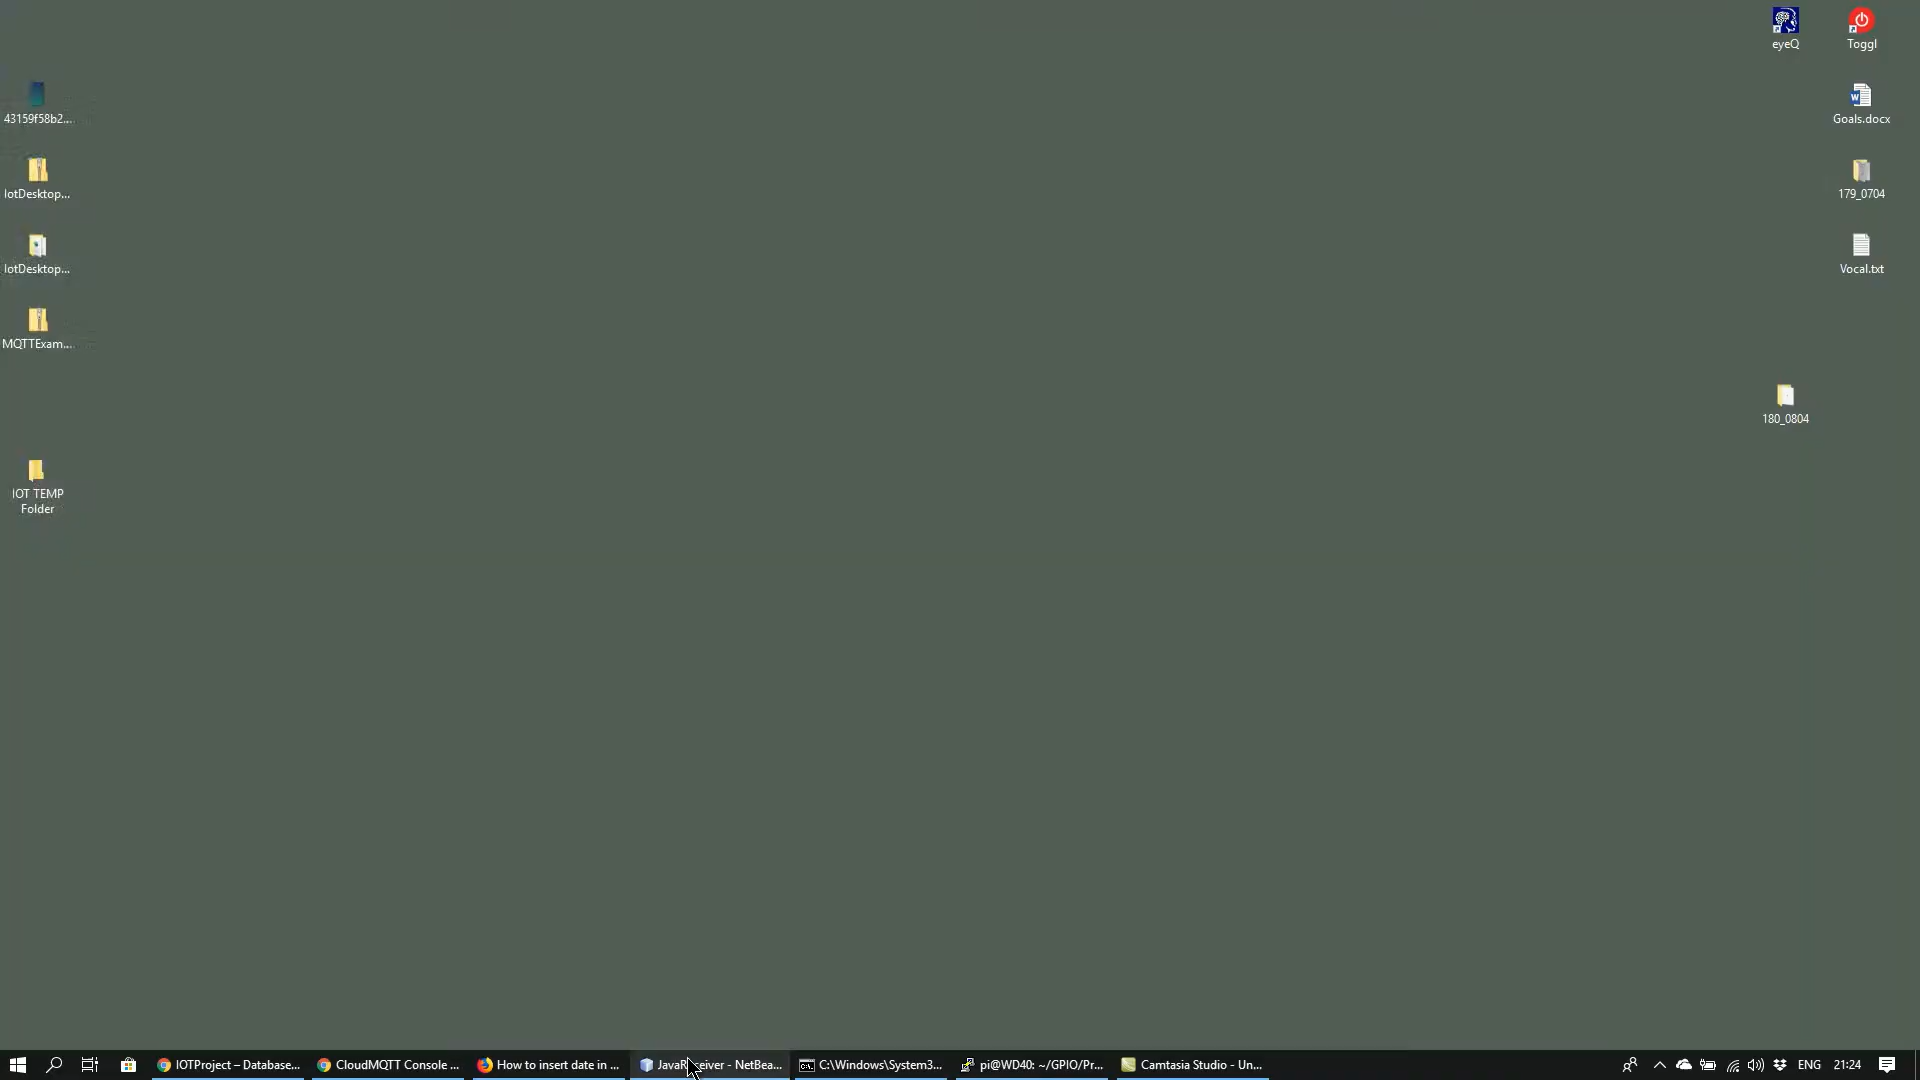 eyeQ
Toggl
43159f58b2...
Goals.docx
IotDesktop...
179_0704
IotDesktop...
Vocal.txt
MQTTExam...
180_0804
IOT TEMP
Folder
IOTProject – Database...
CloudMQTT Console ...
How to insert date in ...
JavaReceiver - NetBea...
C:\Windows\System3...
pi@WD40: ~/GPIO/Pr...
Camtasia Studio - Un...
ENG
21:24